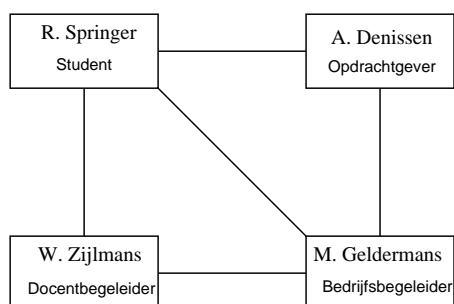 R. Springer
Student
A. Denissen
Opdrachtgever
W. Zijlmans
Docentbegeleider
M. Geldermans
Bedrijfsbegeleider